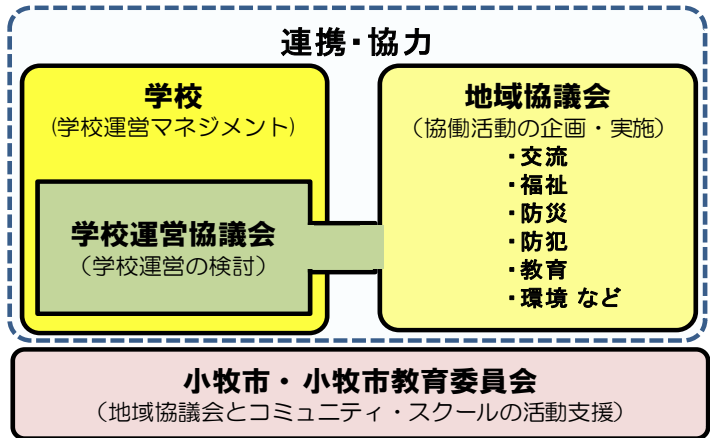 連携・協力
学校
(学校運営マネジメント)
学校運営協議会
（学校運営の検討）
地域協議会
（協働活動の企画・実施）
・交流
・福祉
・防災
・防犯
・教育
・環境 など
小牧市・小牧市教育委員会
（地域協議会とコミュニティ・スクールの活動支援）